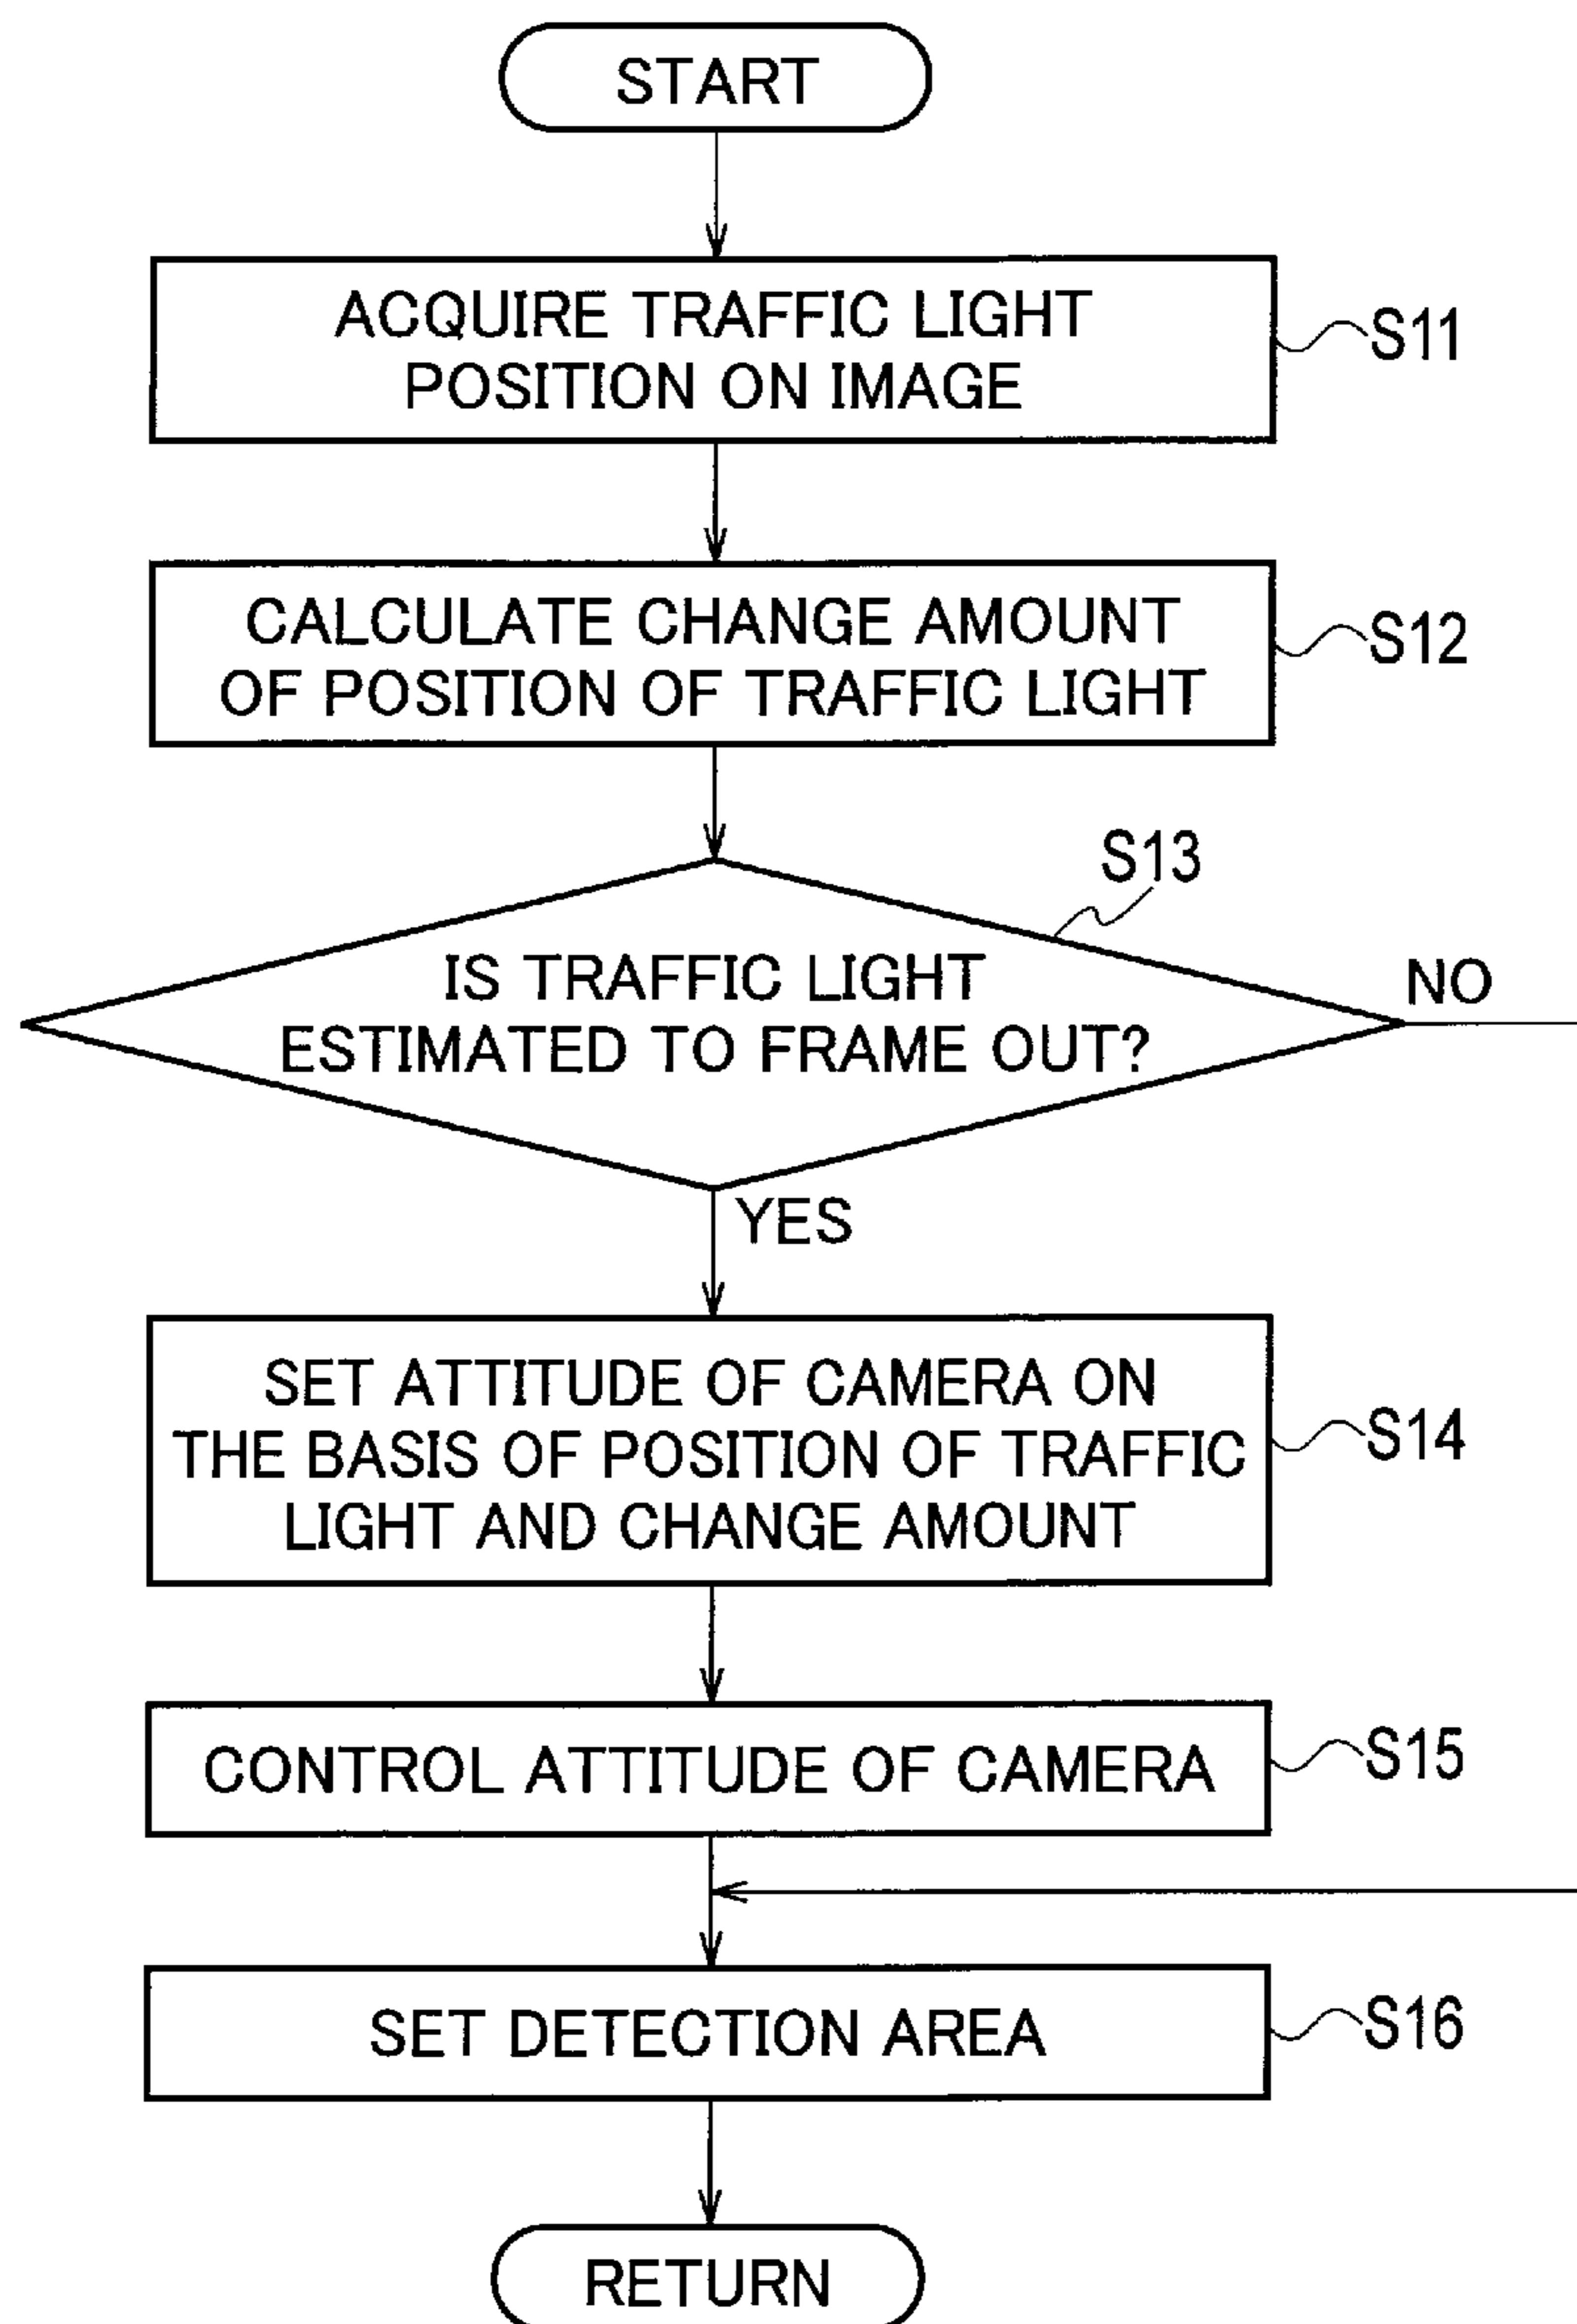 START
ACQUIRE TRAFFIC LIGHT
POSITION ON IMAGE
S11
CALCULATE CHANGE AMOUNT
OF POSITION OF TRAFFIC LIGHT
S12
S13
IS TRAFFIC LIGHT
ESTIMATED TO FRAME OUT?
NO
YES
SET ATTITUDE OF CAMERA ON
THE BASIS OF POSITION OF TRAFFIC
LIGHT AND CHANGE AMOUNT
S14
CONTROL ATTITUDE OF CAMERA
S15
SET DETECTION AREA
S16
RETURN